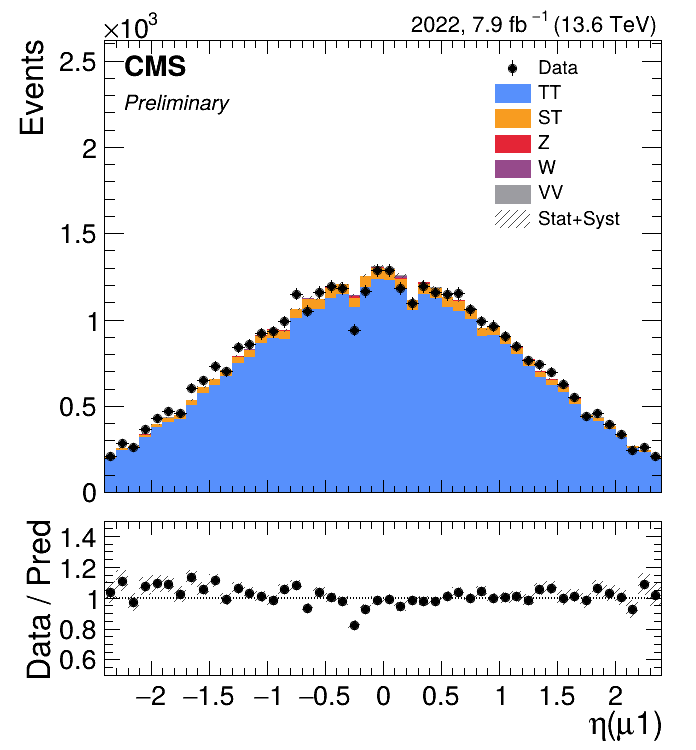 ×10³
2022, 7.9 fb⁻¹ (13.6 TeV)
Events
2.5
2
1.5
1
0.5
0
CMS
Preliminary
Data
TT
ST
Z
W
VV
Stat+Syst
Data / Pred
1.4
1.2
1
0.8
0.6
−2 −1.5 −1 −0.5 0 0.5 1 1.5 2
η(μ1)